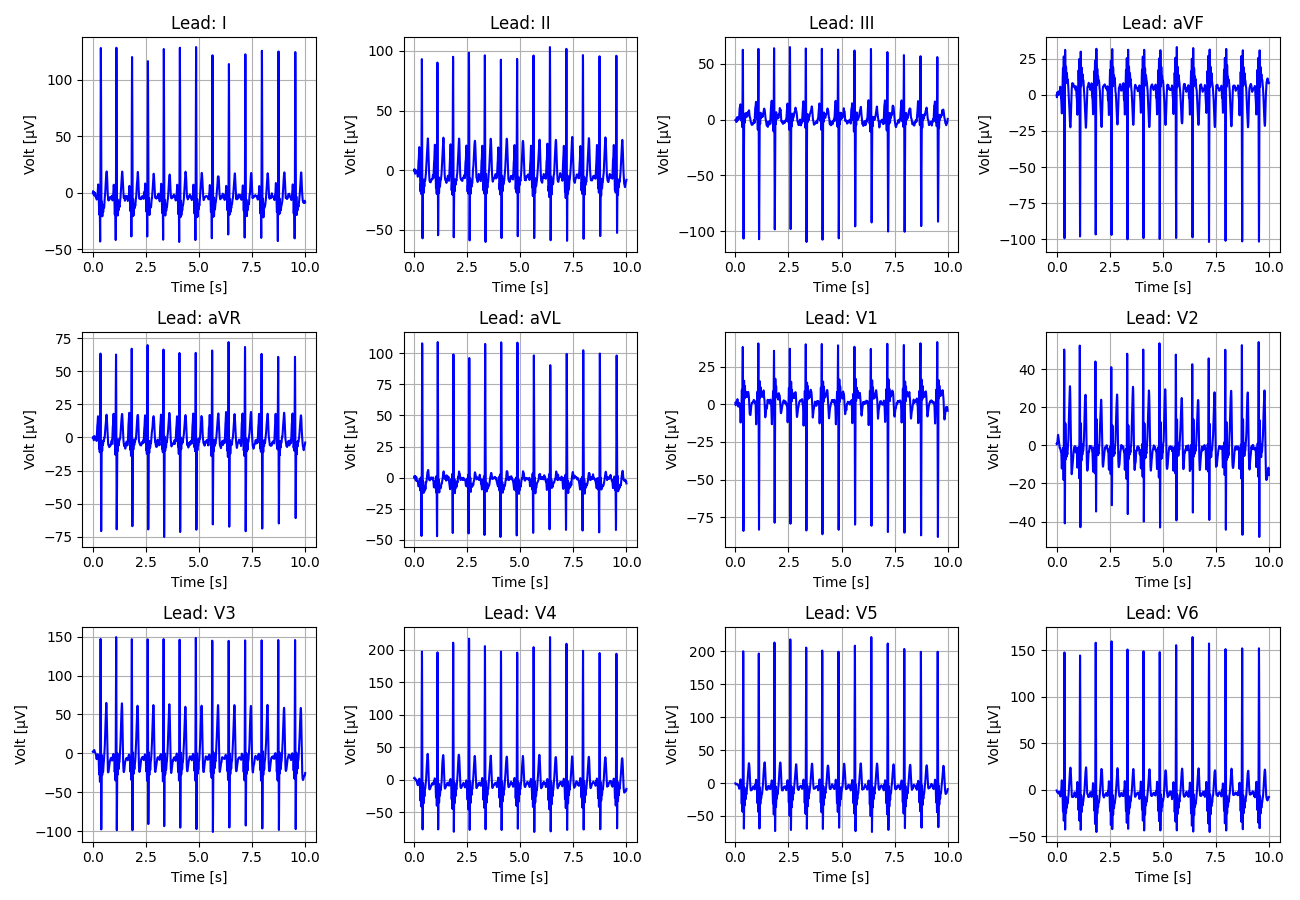 Lead: I
Volt [µV]
100
50
0
−50
0.0 2.5 5.0 7.5 10.0
Time [s]
Lead: II
Volt [µV]
100
50
0
−50
0.0 2.5 5.0 7.5 10.0
Time [s]
Lead: III
Volt [µV]
50
0
−50
−100
0.0 2.5 5.0 7.5 10.0
Time [s]
Lead: aVF
Volt [µV]
25
0
−25
−50
−75
−100
0.0 2.5 5.0 7.5 10.0
Time [s]
Lead: aVR
Volt [µV]
75
50
25
0
−25
−50
−75
0.0 2.5 5.0 7.5 10.0
Time [s]
Lead: aVL
Volt [µV]
100
75
50
25
0
−25
−50
0.0 2.5 5.0 7.5 10.0
Time [s]
Lead: V1
Volt [µV]
25
0
−25
−50
−75
0.0 2.5 5.0 7.5 10.0
Time [s]
Lead: V2
Volt [µV]
40
20
0
−20
−40
0.0 2.5 5.0 7.5 10.0
Time [s]
Lead: V3
Volt [µV]
150
100
50
0
−50
−100
0.0 2.5 5.0 7.5 10.0
Time [s]
Lead: V4
Volt [µV]
200
150
100
50
0
−50
0.0 2.5 5.0 7.5 10.0
Time [s]
Lead: V5
Volt [µV]
200
150
100
50
0
−50
0.0 2.5 5.0 7.5 10.0
Time [s]
Lead: V6
Volt [µV]
150
100
50
0
−50
0.0 2.5 5.0 7.5 10.0
Time [s]